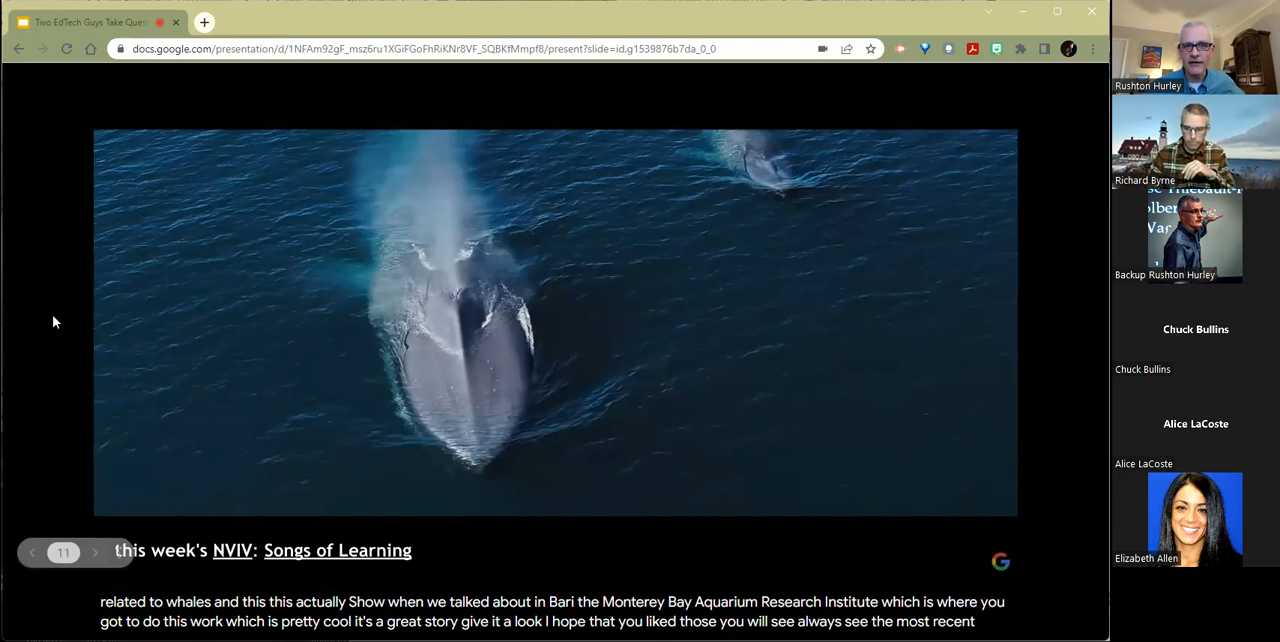 Two EdTech Guys Take Ques
docs.google.com/presentation/d/1NFAm92gF_msz6ru1XGiFGoFhRiKNr8VF_SQBKfMmpf8/present?slide=id.g1539876b7da_0_0
Rushton Hurley
Richard Byrne
Backup Rushton Hurley
Chuck Bullins
Chuck Bullins
Alice LaCoste
Alice LaCoste
Elizabeth Allen
11
this week's NVIV: Songs of Learning
related to whales and this this actually Show when we talked about in Bari the Monterey Bay Aquarium Research Institute which is where you
got to do this work which is pretty cool it's a great story give it a look I hope that you liked those you will see always see the most recent